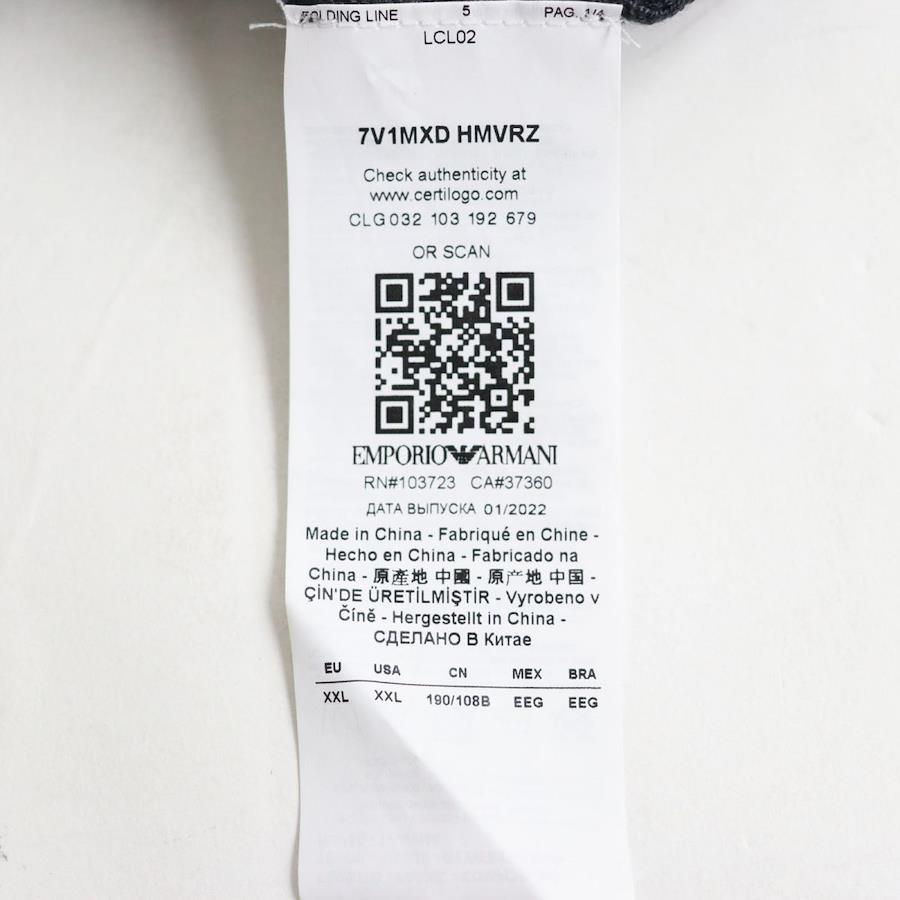 FOLDING LINE 5 PAG. 1/4
LCL02
7V1MXD HMVRZ
Check authenticity at
www.certilogo.com
CLG 032 103 192 679
OR SCAN
EMPORIO ARMANI
RN#103723 CA#37360
ДАТА ВЫПУСКА 01/2022
Made in China - Fabriqué en Chine -
Hecho en China - Fabricado na
China - 原產地 中國 - 原产地 中国 -
ÇİN'DE ÜRETİLMİŞTİR - Vyrobeno v
Číně - Hergestellt in China -
СДЕЛАНО В Китае
EU USA CN MEX BRA
XXL XXL 190/108B EEG EEG